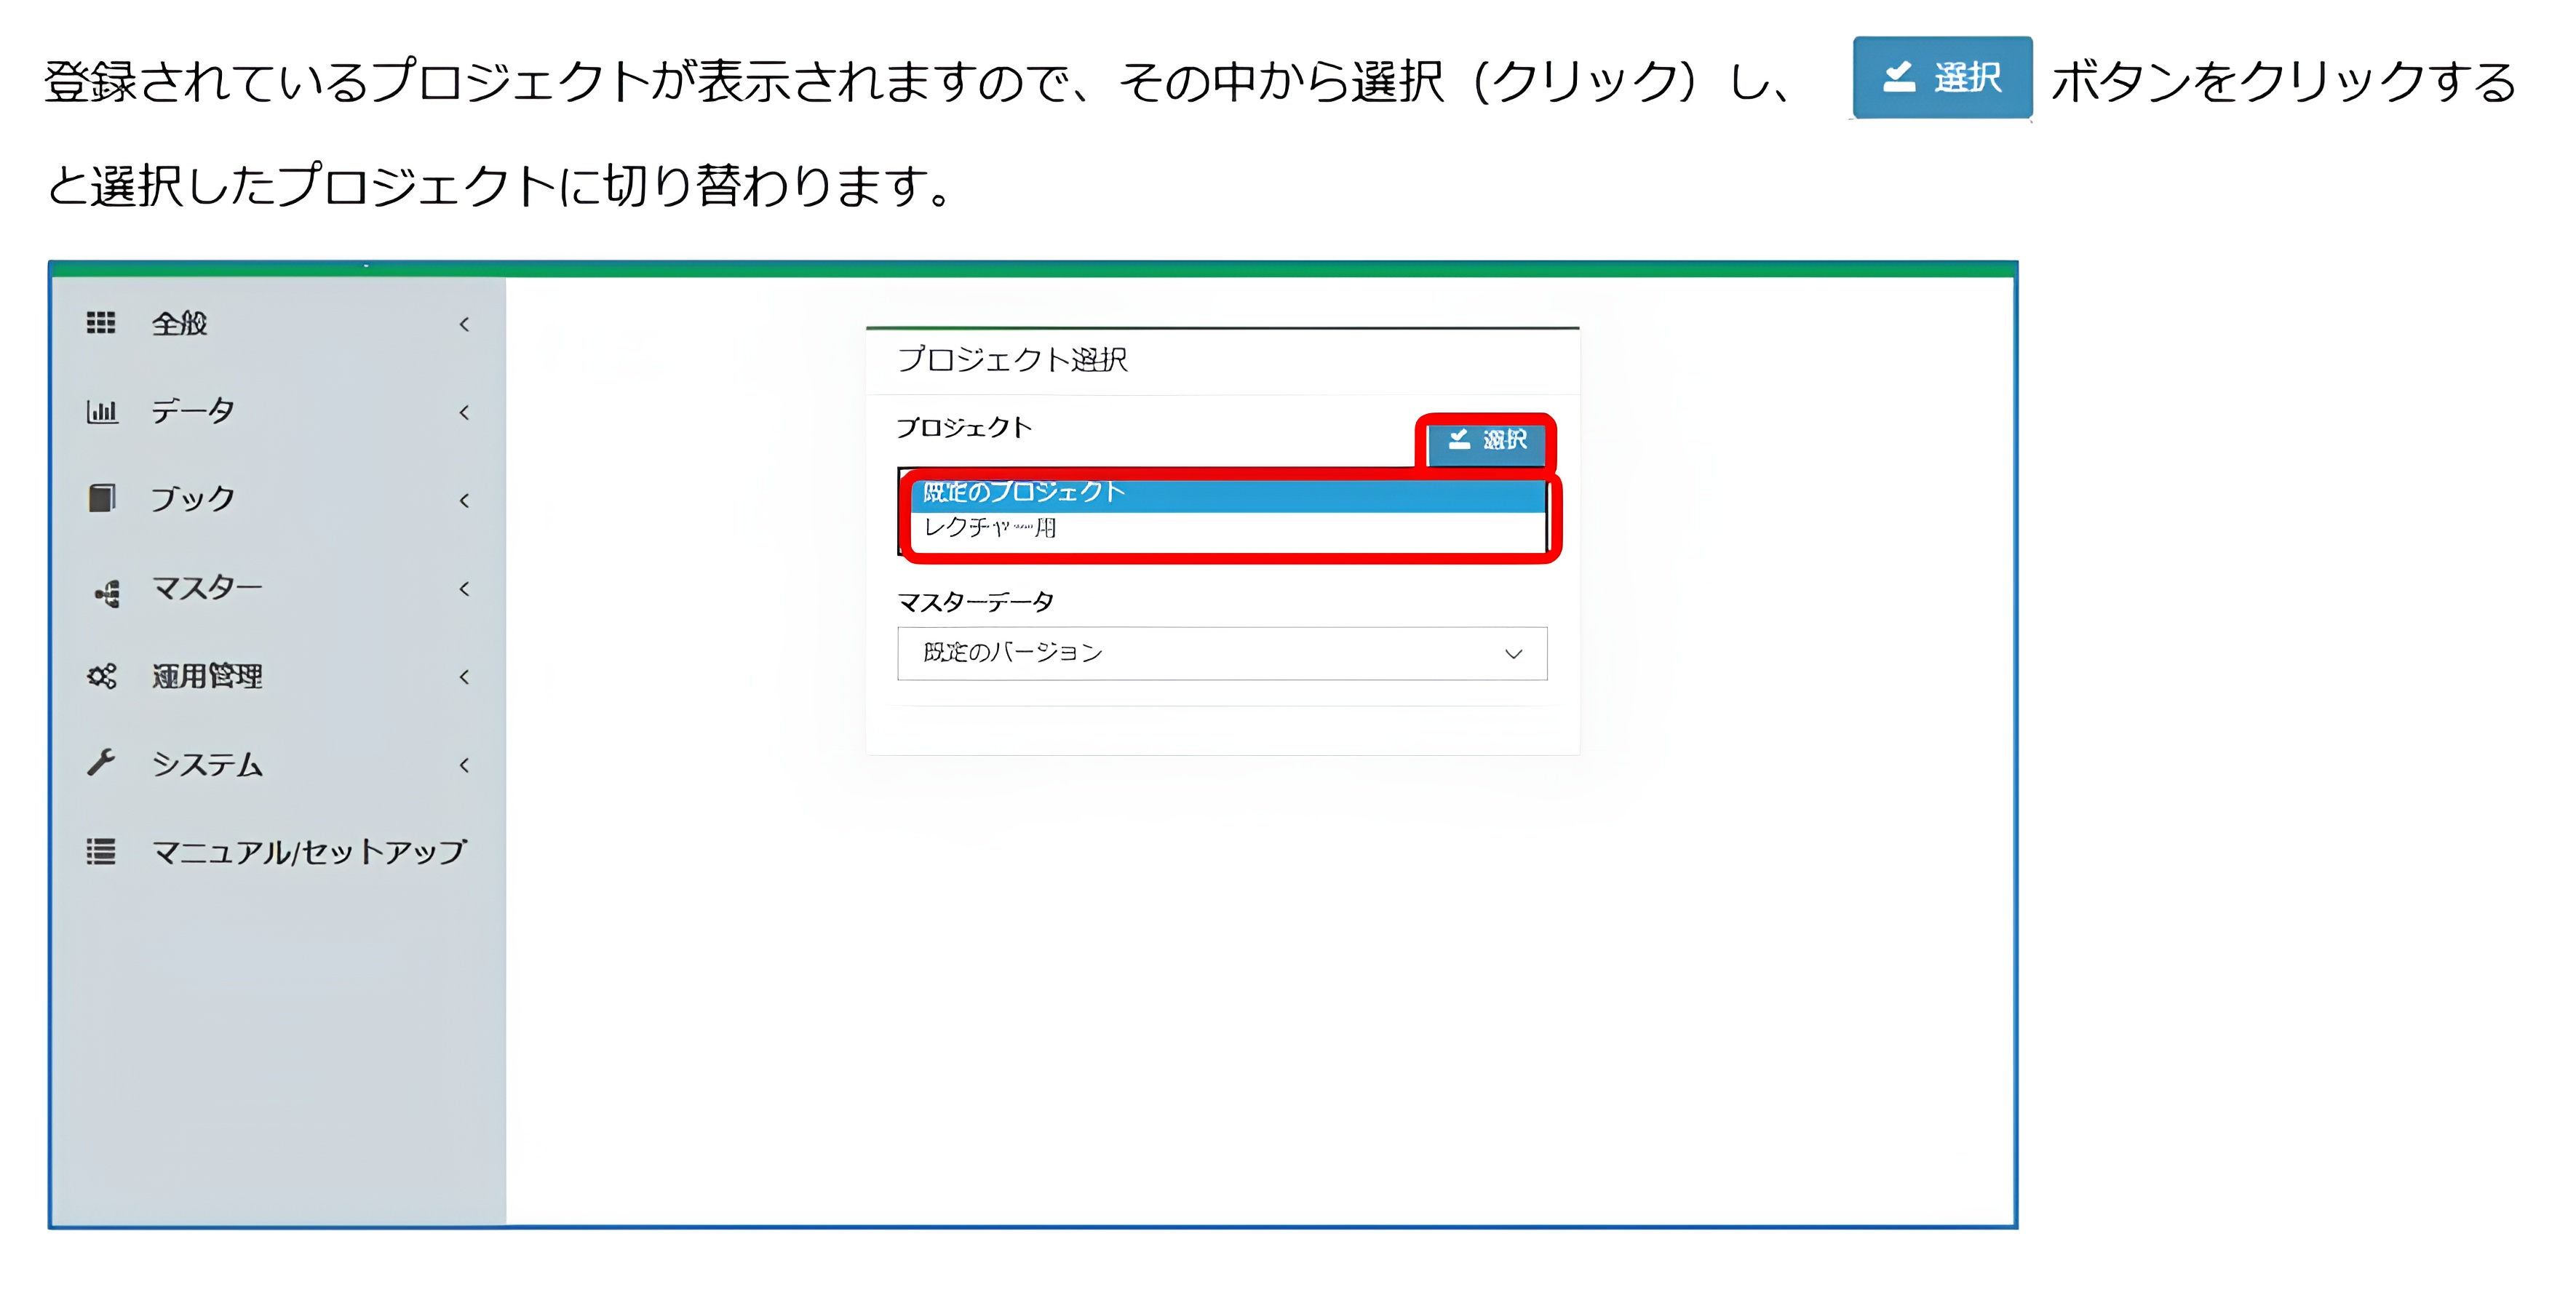 登録されているプロジェクトが表示されますので、その中から選択（クリック）し、 選択 ボタンをクリックする
と選択したプロジェクトに切り替わります。
全般
データ
ブック
マスター
運用管理
システム
マニュアル/セットアップ
プロジェクト選択
プロジェクト
選択
既定のプロジェクト
レクチャー用
マスターデータ
既定のバージョン